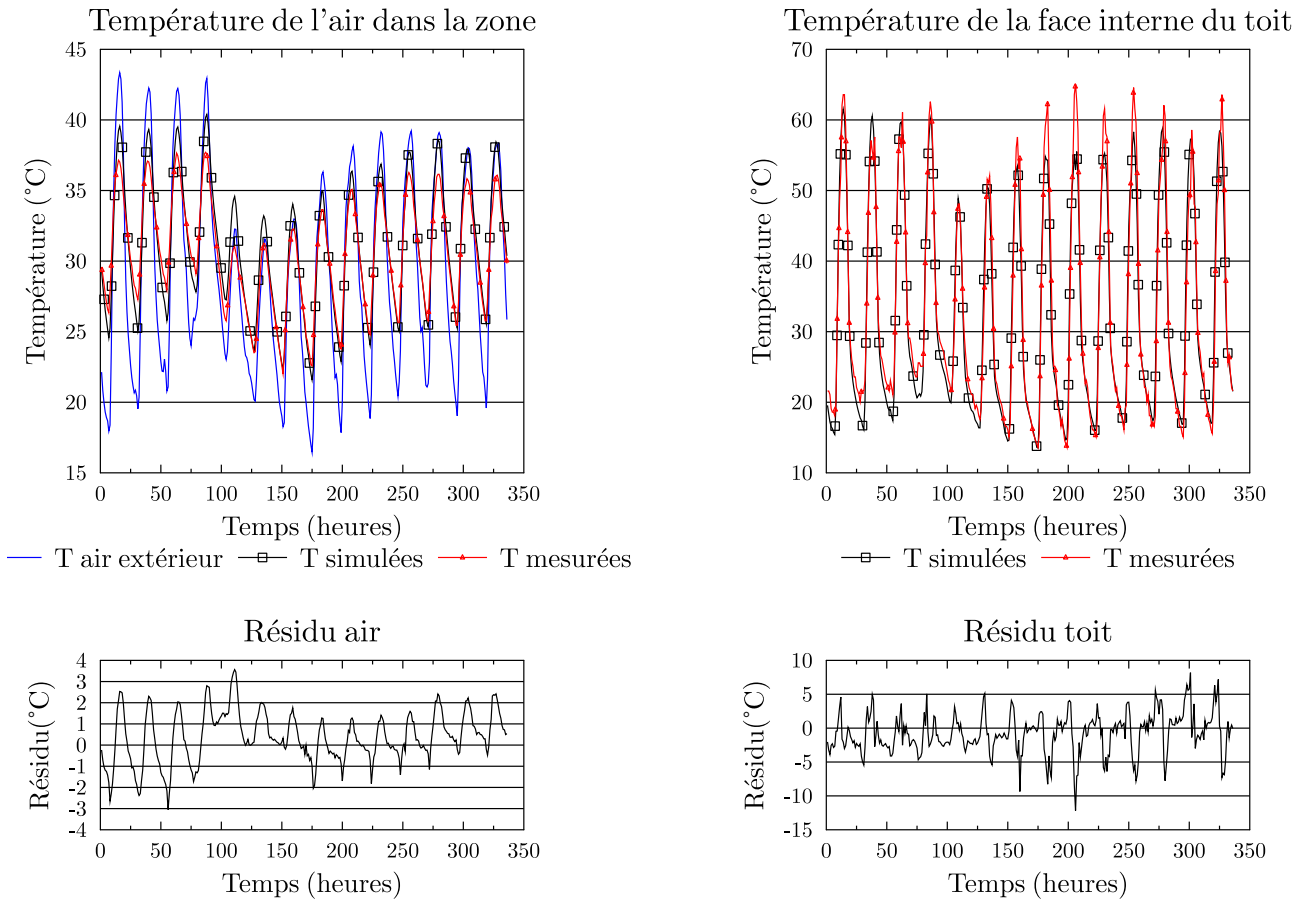 Température de l'air dans la zone
45
40
35
30
25
20
15
Température (°C)
0 50 100 150 200 250 300 350
Temps (heures)
T air extérieur T simulées T mesurées
Température de la face interne du toit
70
60
50
40
30
20
10
Température (°C)
0 50 100 150 200 250 300 350
Temps (heures)
T simulées T mesurées
Résidu air
4
3
2
1
0
-1
-2
-3
-4
Résidu(°C)
0 50 100 150 200 250 300 350
Temps (heures)
Résidu toit
10
5
0
-5
-10
-15
Résidu(°C)
0 50 100 150 200 250 300 350
Temps (heures)